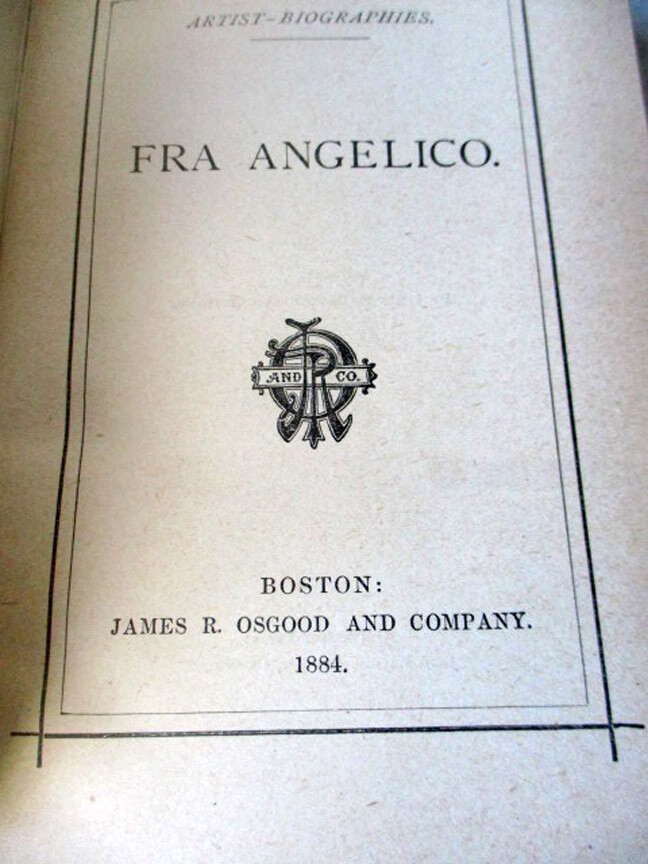 ARTIST-BIOGRAPHIES.
FRA ANGELICO.
AND CO.
BOSTON:
JAMES R. OSGOOD AND COMPANY.
1884.